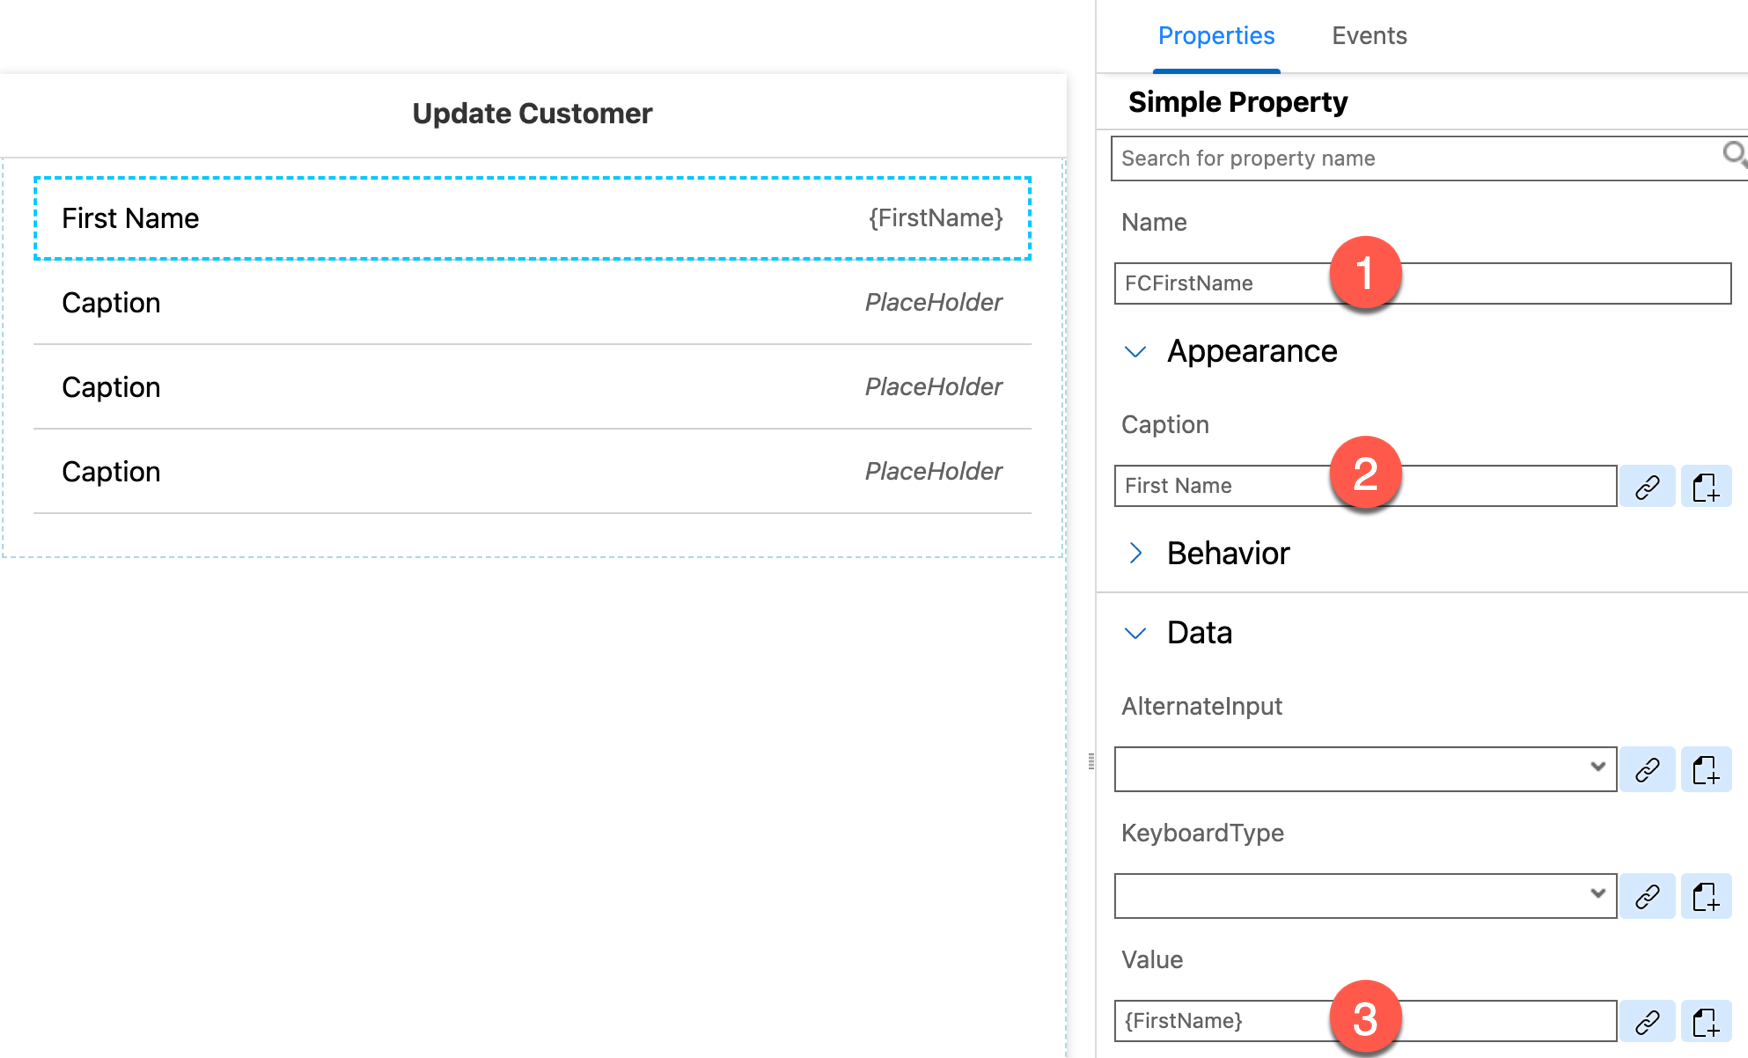 Update Customer
First Name {FirstName}
Caption PlaceHolder
Caption PlaceHolder
Caption PlaceHolder
Properties Events
Simple Property
Search for property name
Name
FCFirstName 1
Appearance
Caption
First Name 2
Behavior
Data
AlternateInput
KeyboardType
Value
{FirstName} 3